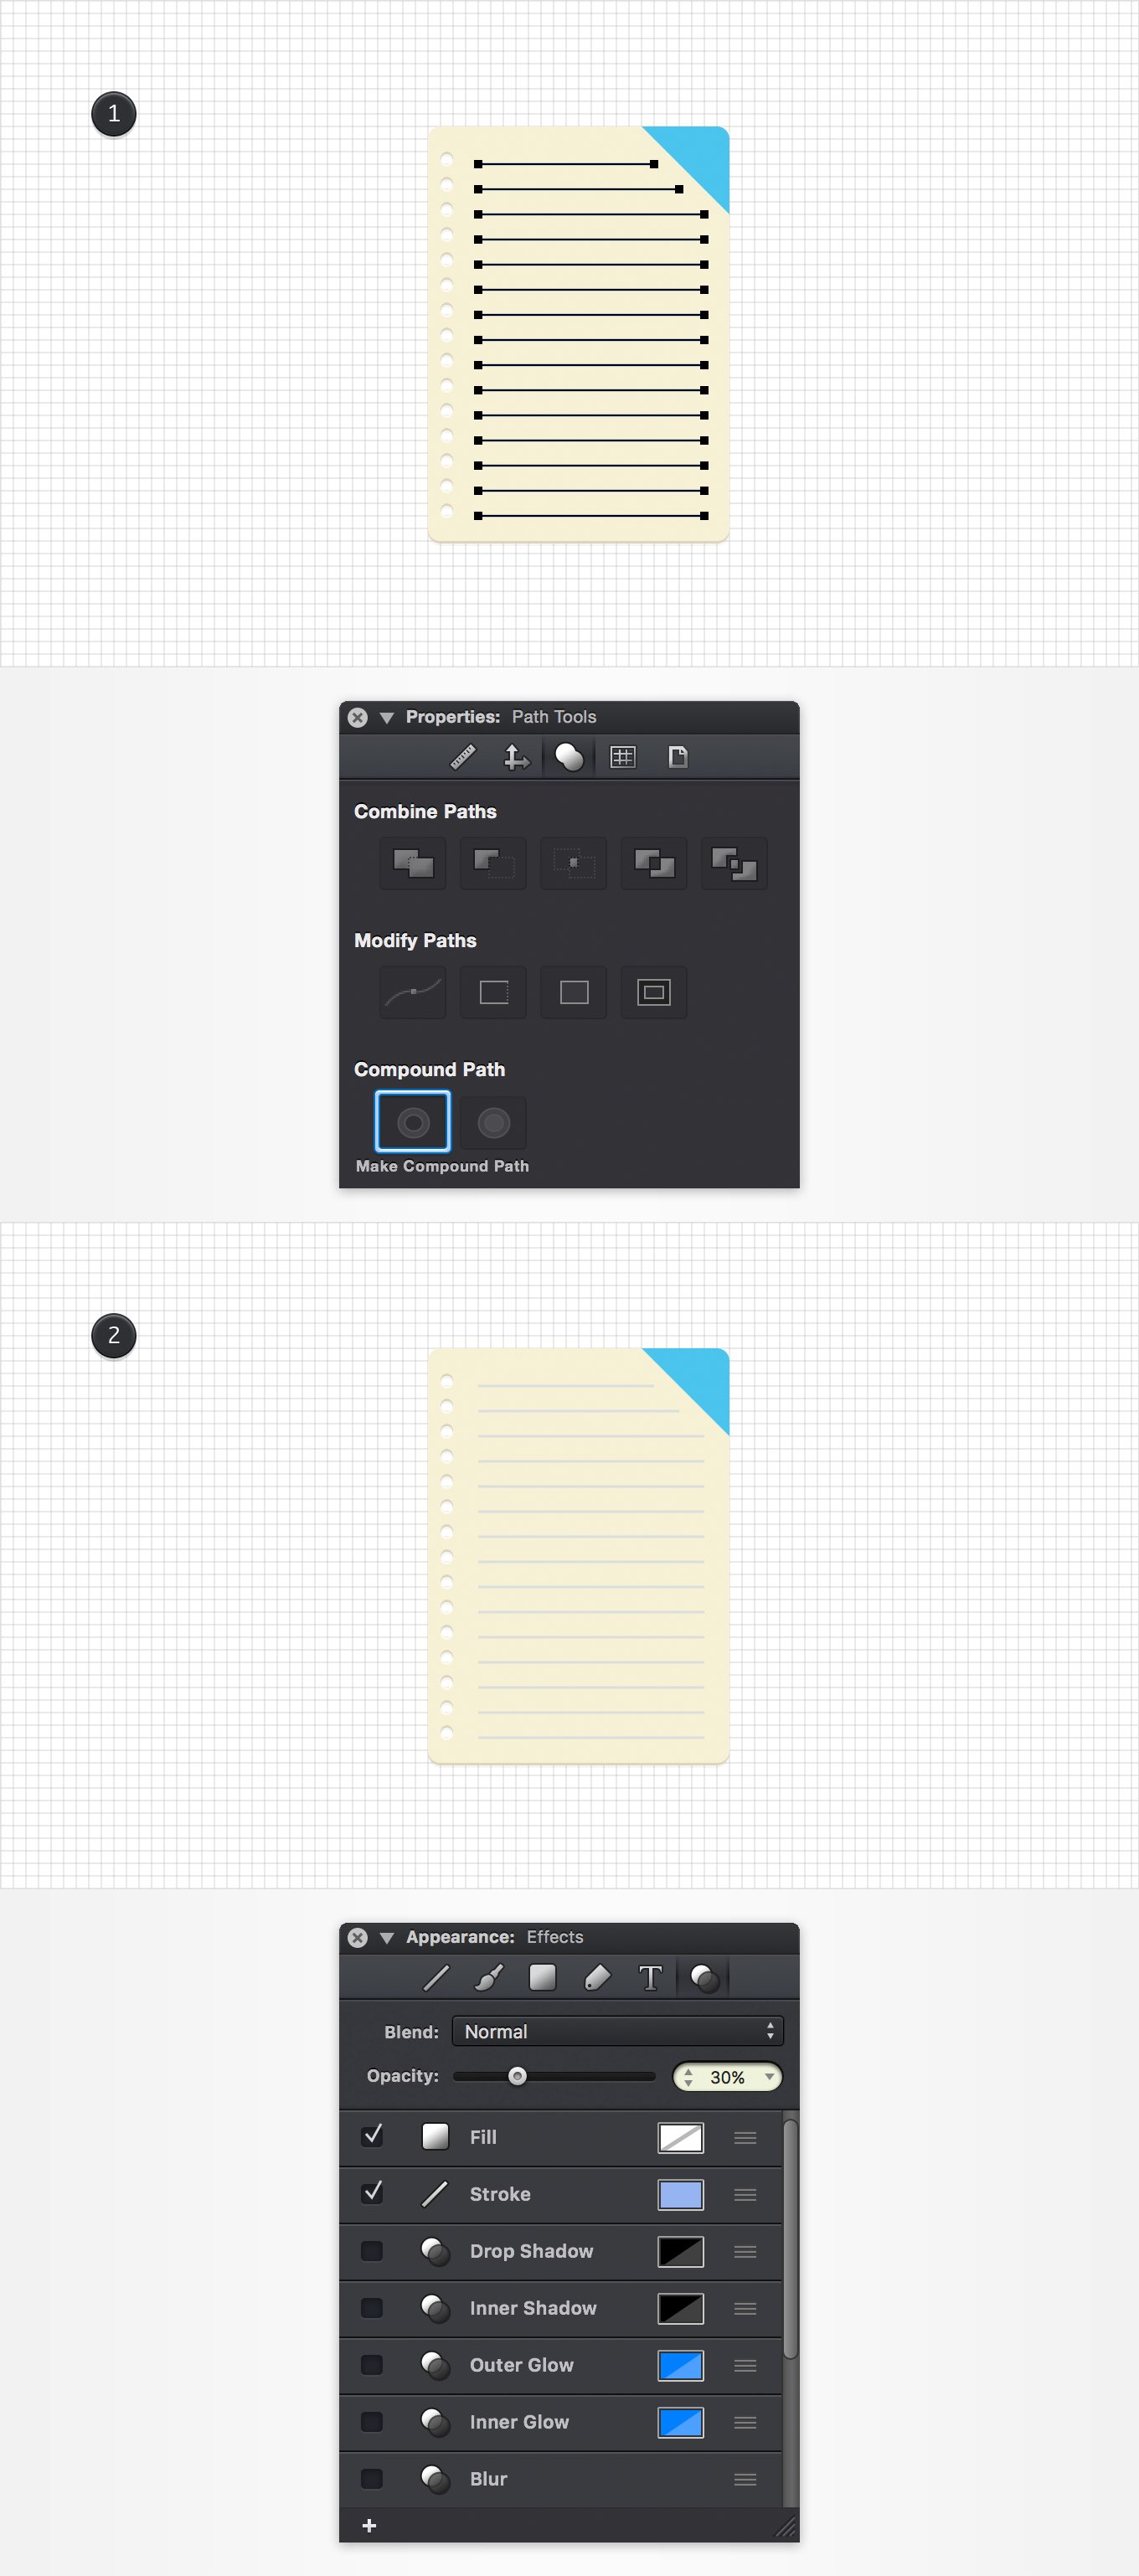 1
Properties: Path Tools
Combine Paths
Modify Paths
Compound Path
Make Compound Path
2
Appearance: Effects
T
Blend: Normal
Opacity: 30%
Fill
Stroke
Drop Shadow
Inner Shadow
Outer Glow
Inner Glow
Blur
+